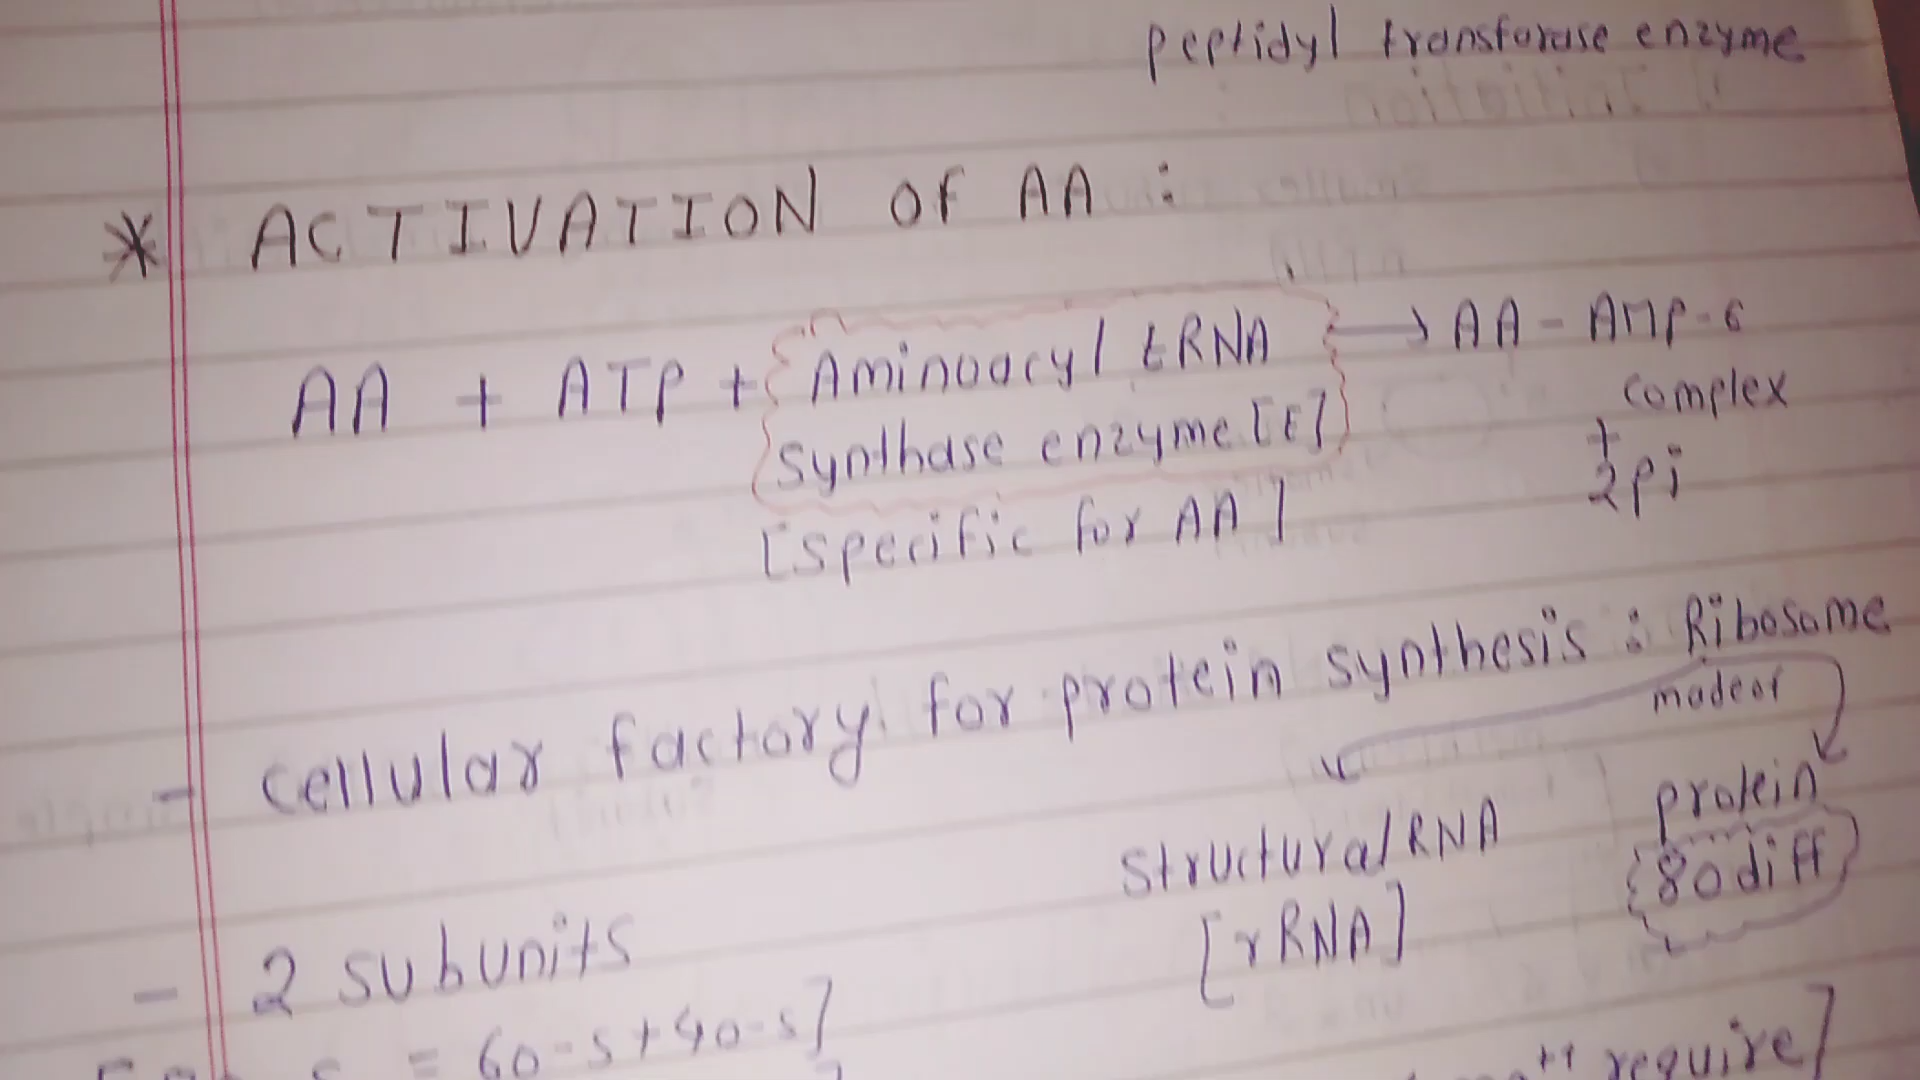 peptidyl transferase enzyme
* ACTIVATION OF AA :
AA + ATP + Aminoacyl tRNA → AA - AMP - E
synthase enzyme [E] complex
[specific for AA] + 2Pi
- cellular factory for protein synthesis : Ribosome
made of
structural RNA protein
[rRNA] 80 diff
- 2 subunits
= 60-S + 40-S]
require]